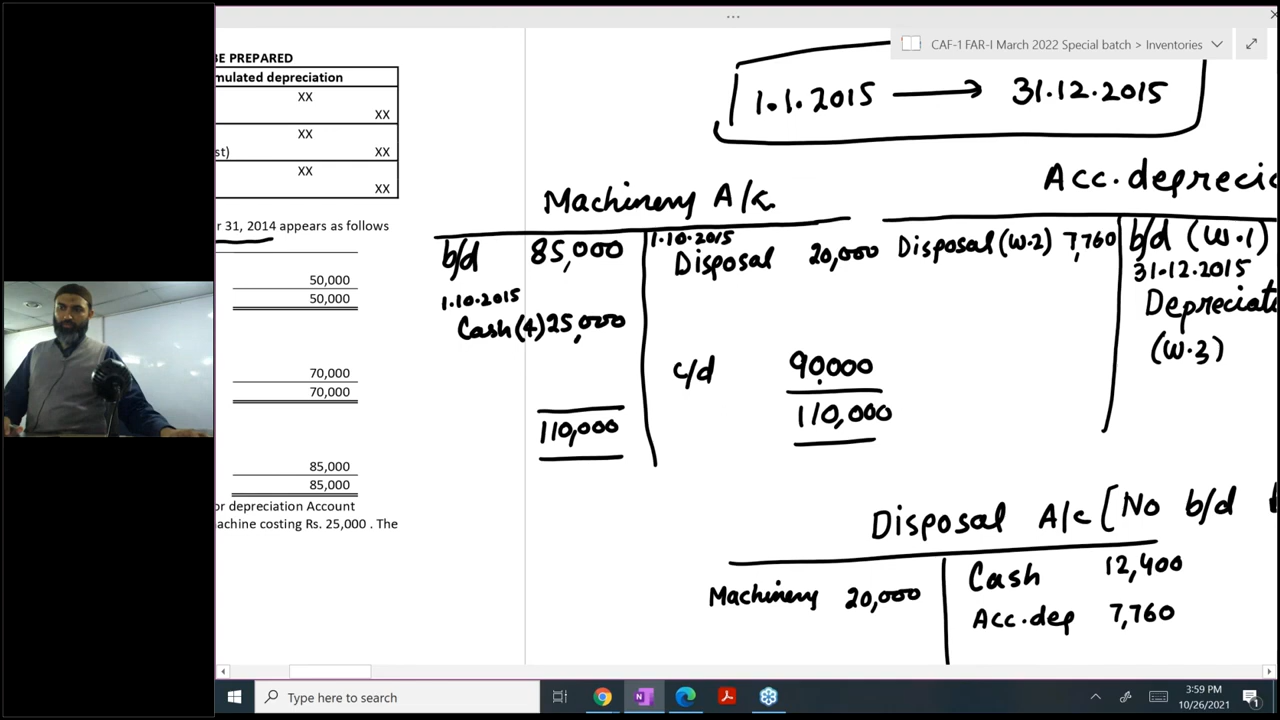 CAF-1 FAR-I March 2022 Special batch > Inventories
BE PREPARED
mulated depreciation
XX
XX
XX
st) XX
XX
XX
r 31, 2014 appears as follows
50,000
50,000
70,000
70,000
85,000
85,000
or depreciation Account
achine costing Rs. 25,000 . The
1.1.2015 → 31.12.2015
Machinery A/c
b/d 85,000
1.10.2015
Cash (4) 25,000
110,000
1.10.2015
Disposal 20,000
c/d 90,000
110,000
Acc. deprecia
Disposal (W.2) 7,760
b/d (W.1)
31-12-2015
Depreciat
(W.3)
Disposal A/c [No b/d
Machinery 20,000
Cash 12,400
Acc. dep 7,760
Type here to search
3:59 PM
10/26/2021